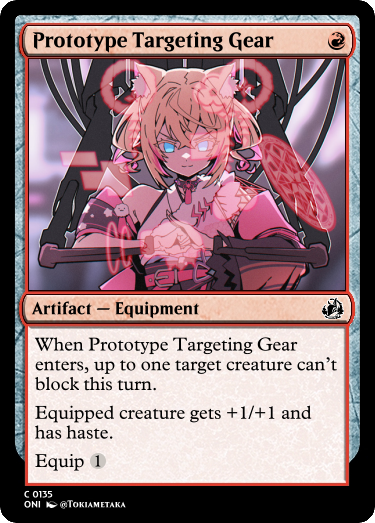 Prototype Targeting Gear
Artifact — Equipment
When Prototype Targeting Gear
enters, up to one target creature can't
block this turn.
Equipped creature gets +1/+1 and
has haste.
Equip 1
C 0135
ONI @Tokiametaka